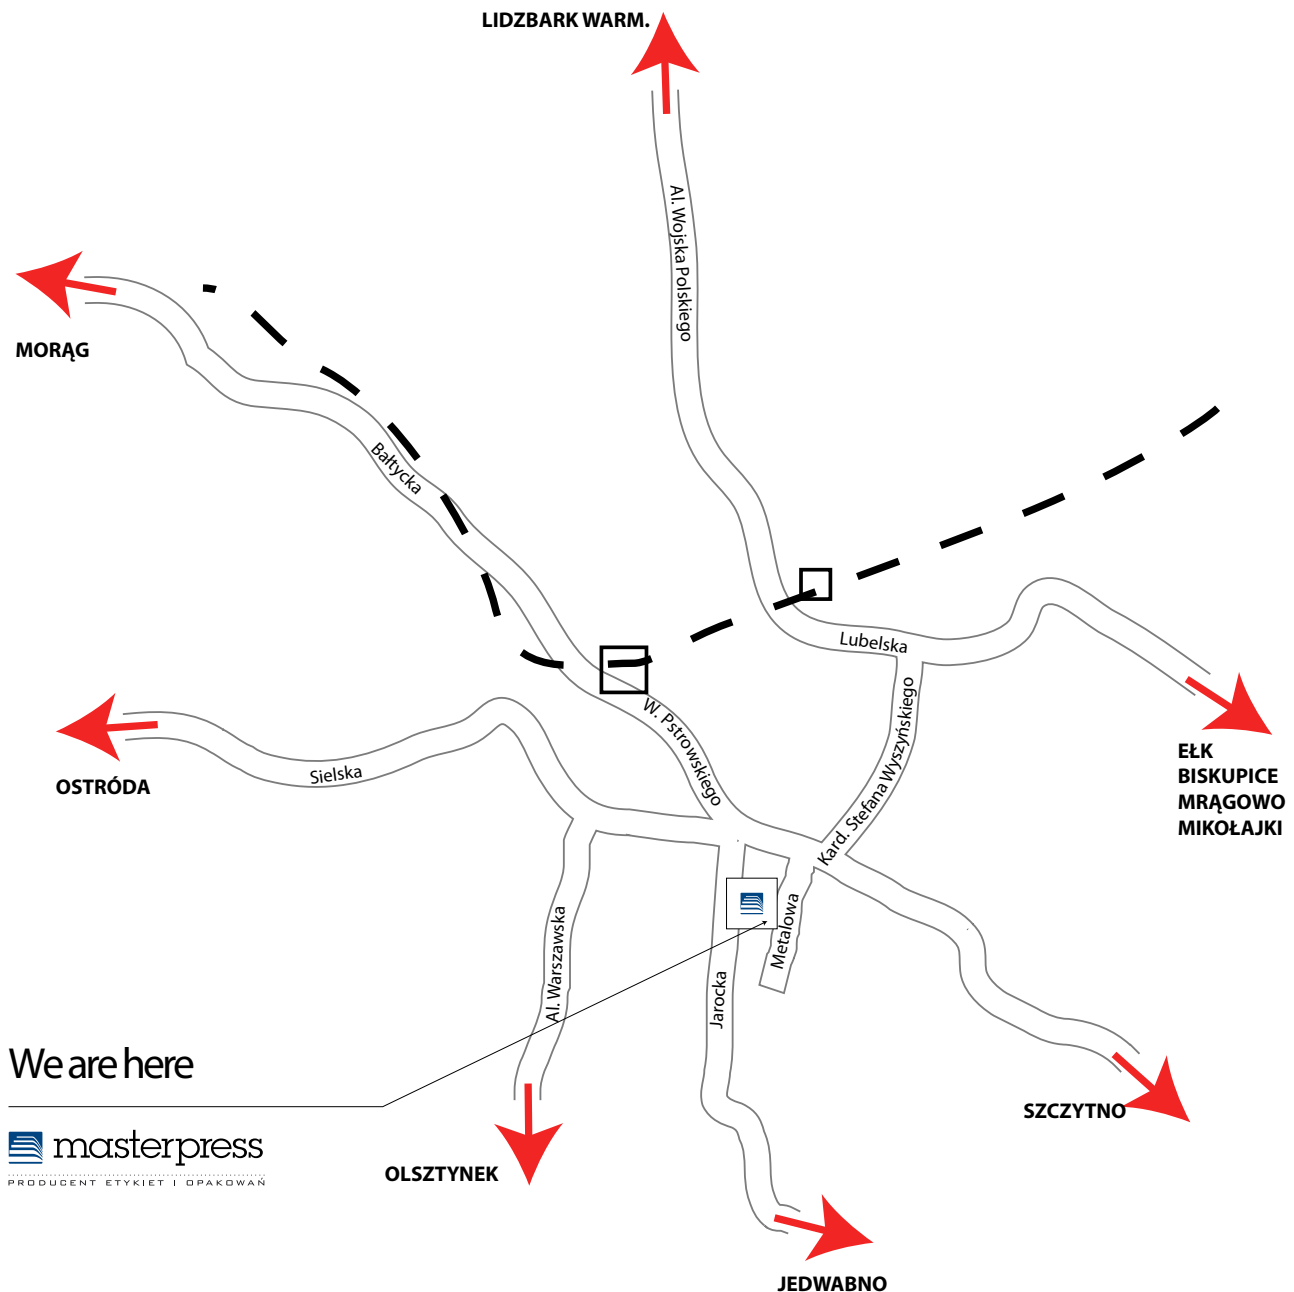 LIDZBARK WARM.
Al. Wojska Polskiego
MORĄG
Bałtycka
Lubelska
W. Pstrowskiego
Kard. Stefana Wyszyńskiego
OSTRÓDA
Sielska
EŁK
BISKUPICE
MRĄGOWO
MIKOŁAJKI
Al. Warszawska
Metalowa
Jarocka
We are here
masterpress
PRODUCENT ETYKIET I OPAKOWAŃ
OLSZTYNEK
SZCZYTNO
JEDWABNO